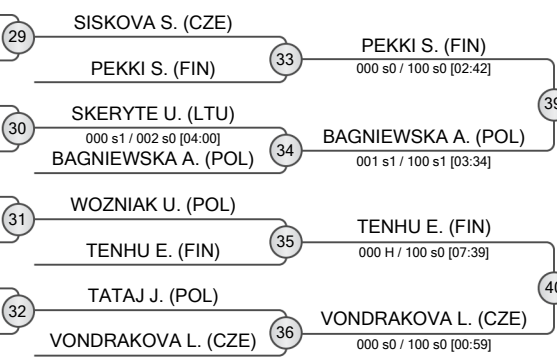 29
SISKOVA S. (CZE)
PEKKI S. (FIN)
33
PEKKI S. (FIN)
000 s0 / 100 s0 [02:42]
30
SKERYTE U. (LTU)
000 s1 / 002 s0 [04:00]
BAGNIEWSKA A. (POL)
34
BAGNIEWSKA A. (POL)
001 s1 / 100 s1 [03:34]
39
31
WOZNIAK U. (POL)
TENHU E. (FIN)
35
TENHU E. (FIN)
000 H / 100 s0 [07:39]
32
TATAJ J. (POL)
VONDRAKOVA L. (CZE)
36
VONDRAKOVA L. (CZE)
000 s0 / 100 s0 [00:59]
40